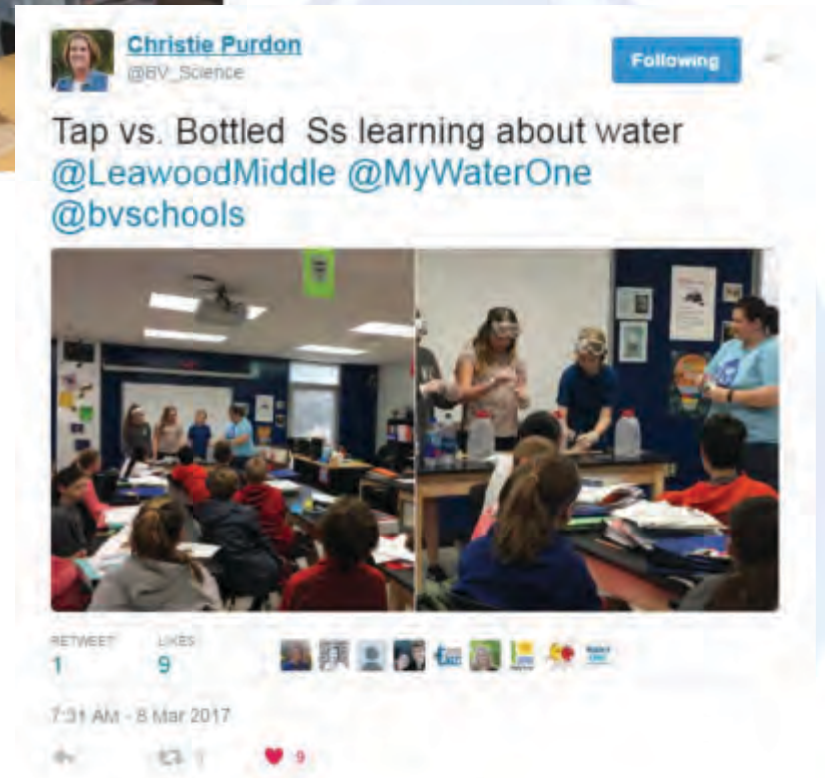 Christie Purdon
@BV_Science
Following
Tap vs. Bottled Ss learning about water
@LeawoodMiddle @MyWaterOne
@bvschools
RETWEET
LIKES
1
9
7:31 AM - 8 Mar 2017
1
9